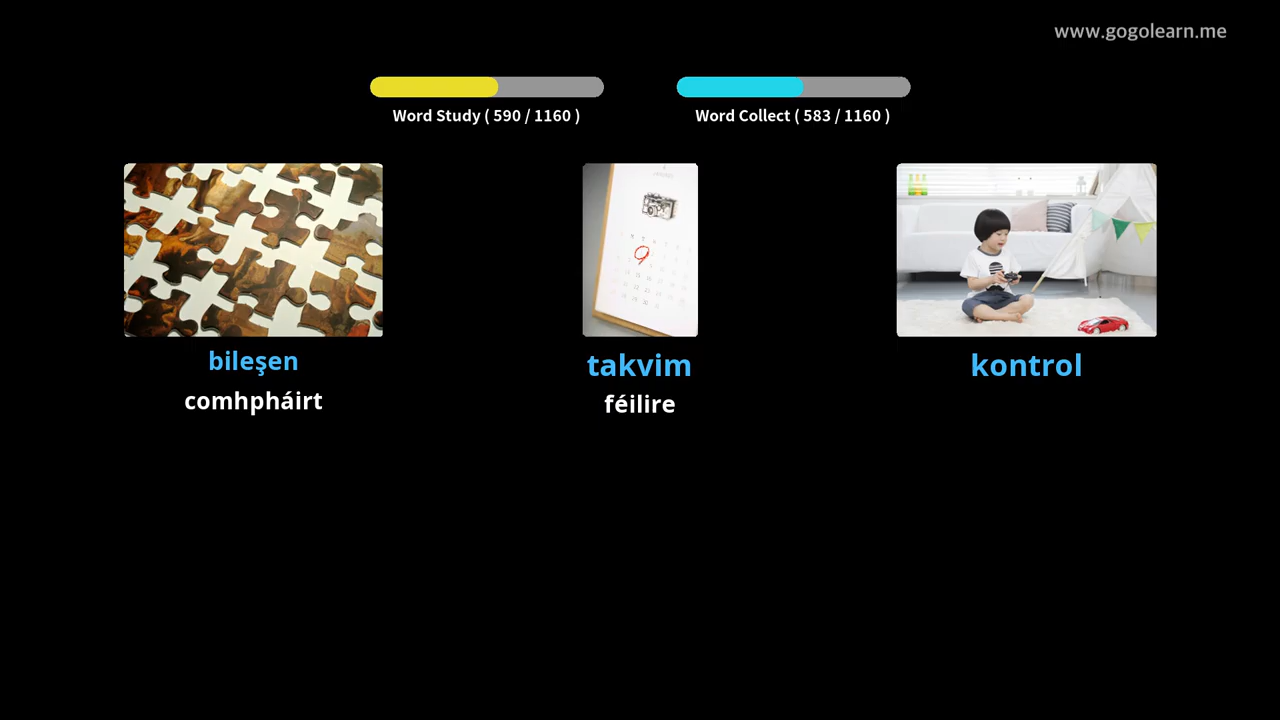 www.gogolearn.me
Word Study ( 590 / 1160 )
Word Collect ( 583 / 1160 )
bileşen
comhpháirt
takvim
féilire
kontrol